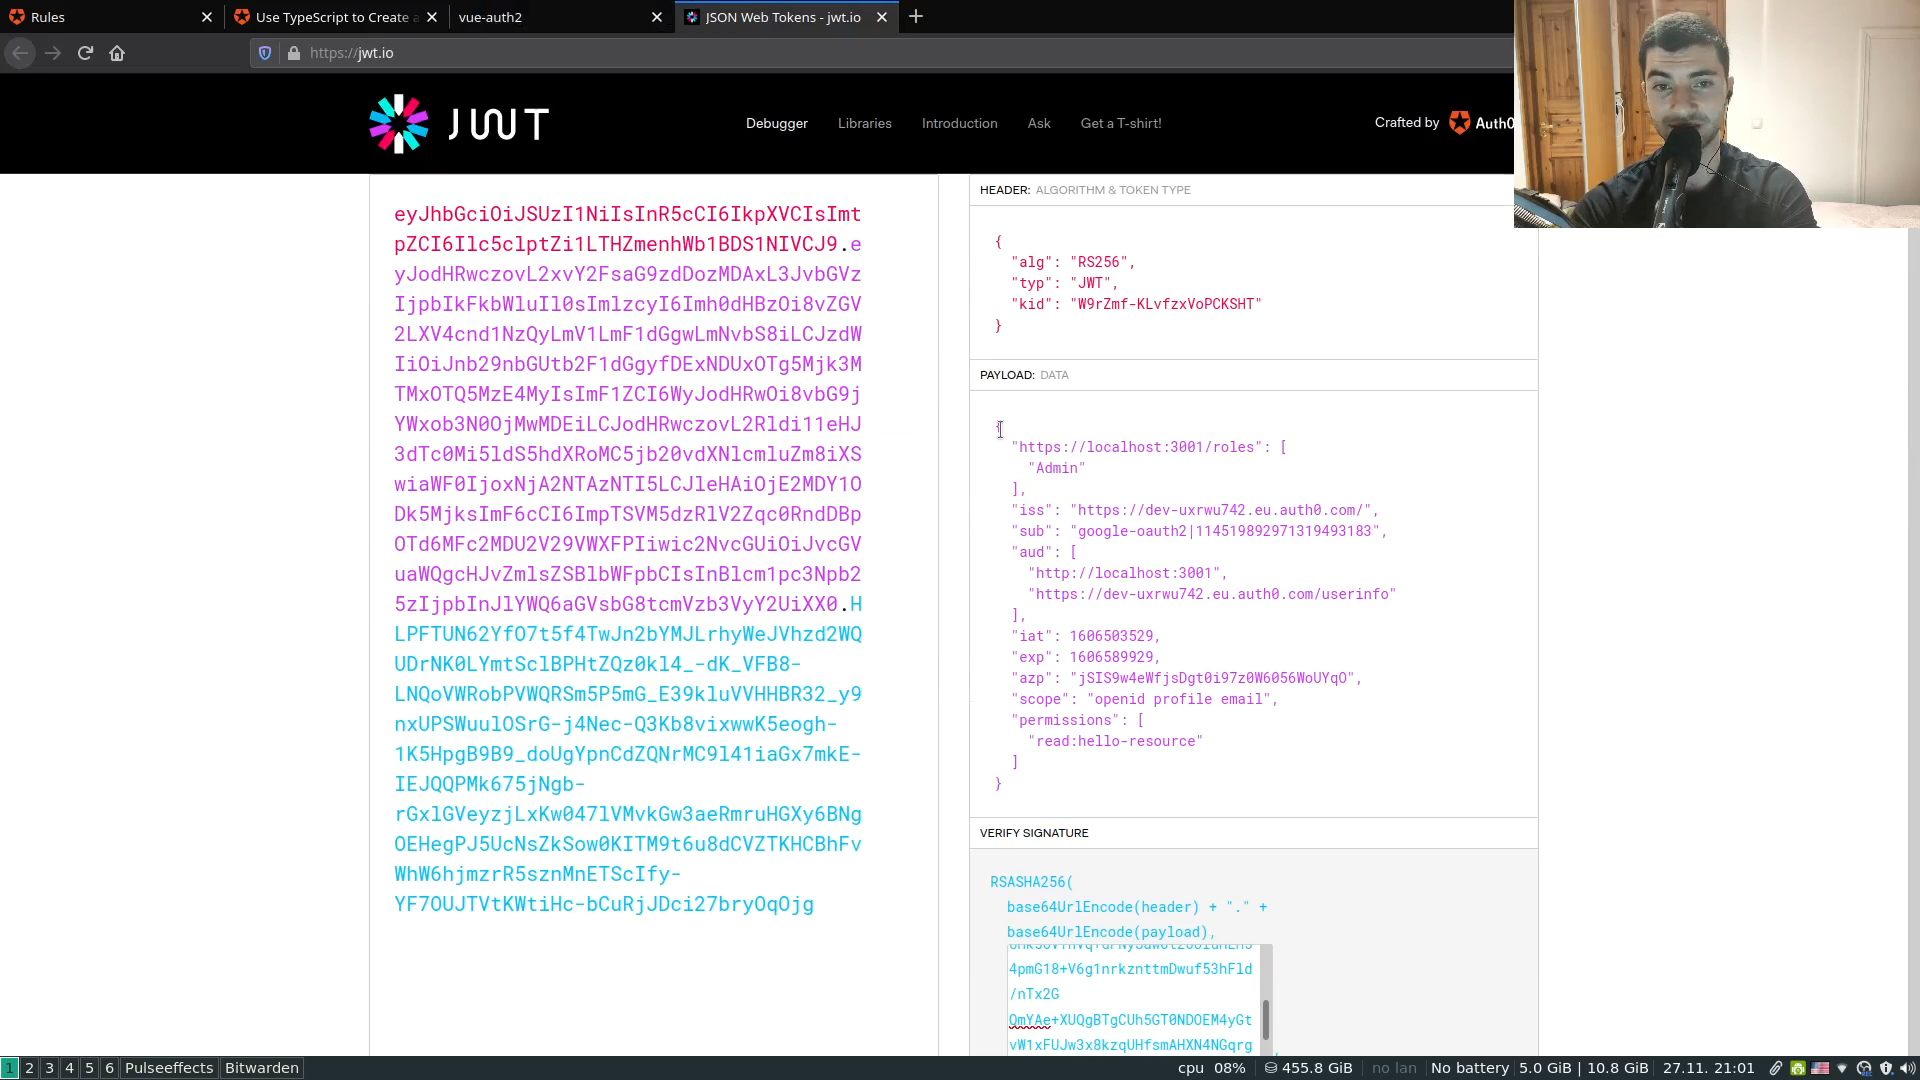 Rules
Use TypeScript to Create a
vue-auth2
JSON Web Tokens - jwt.io
https://jwt.io
JWT
Debugger
Libraries
Introduction
Ask
Get a T-shirt!
Crafted by
Auth0
eyJhbGciOiJSUzI1NiIsInR5cCI6IkpXVCIsImt
pZCI6Ilc5clptZi1LTHZmenhWb1BDS1NIVCJ9.e
yJodHRwczovL2xvY2FsaG9zdDozMDAxL3JvbGVz
IjpbIkFkbWluIl0sImlzcyI6Imh0dHBzOi8vZGV
2LXV4cnd1NzQyLmV1LmF1dGgwLmNvbS8iLCJzdW
IiOiJnb29nbGUtb2F1dGgyfDExNDUxOTg5Mjk3M
TMxOTQ5MzE4MyIsImF1ZCI6WyJodHRwOi8vbG9j
YWxob3N0OjMwMDEiLCJodHRwczovL2Rldi11eHJ
3dTc0Mi5ldS5hdXRoMC5jb20vdXNlcmluZm8iXS
wiaWF0IjoxNjA2NTAzNTI5LCJleHAiOjE2MDY1O
Dk5MjksImF6cCI6ImpTSVM5dzRlV2Zqc0RndDBp
OTd6MFc2MDU2V29VWXFPIiwic2NvcGUiOiJvcGV
uaWQgcHJvZmlsZSBlbWFpbCIsInBlcm1pc3Npb2
5zIjpbInJlYWQ6aGVsbG8tcmVzb3VyY2UiXX0.H
LPFTUN62YfO7t5f4TwJn2bYMJLrhyWeJVhzd2WQ
UDrNK0LYmtSclBPHtZQz0kl4_-dK_VFB8-
LNQoVWRobPVWQRSm5P5mG_E39kluVVHHBR32_y9
nxUPSWuulOSrG-j4Nec-Q3Kb8vixwwK5eogh-
1K5HpgB9B9_doUgYpnCdZQNrMC9l41iaGx7mkE-
IEJQQPMk675jNgb-
rGxlGVeyzjLxKw047lVMvkGw3aeRmruHGXy6BNg
OEHegPJ5UcNsZkSow0KITM9t6u8dCVZTKHCBhFv
WhW6hjmzrR5sznMnETScIfy-
YF7OUJTVtKWtiHc-bCuRjJDci27bryOqOjg
HEADER: ALGORITHM & TOKEN TYPE
{
"alg": "RS256",
"typ": "JWT",
"kid": "W9rZmf-KLvfzxVoPCKSHT"
}
PAYLOAD: DATA
{
"https://localhost:3001/roles": [
"Admin"
],
"iss": "https://dev-uxrwu742.eu.auth0.com/",
"sub": "google-oauth2|114519892971319493183",
"aud": [
"http://localhost:3001",
"https://dev-uxrwu742.eu.auth0.com/userinfo"
],
"iat": 1606503529,
"exp": 1606589929,
"azp": "jSIS9w4eWfjsDgt0i97z0W6056WoUYqO",
"scope": "openid profile email",
"permissions": [
"read:hello-resource"
]
}
VERIFY SIGNATURE
RSASHA256(
base64UrlEncode(header) + "." +
base64UrlEncode(payload),
4pmG18+V6g1nrkznttmDwuf53hFld
/nTx2G
QmYAe+XUQgBTgCUh5GT0NDOEM4yGt
vW1xFUJw3x8kzqUHfsmAHXN4NGqrg
1 2 3 4 5 6 Pulseeffects Bitwarden
cpu 08% 455.8 GiB no lan No battery 5.0 GiB | 10.8 GiB 27.11. 21:01